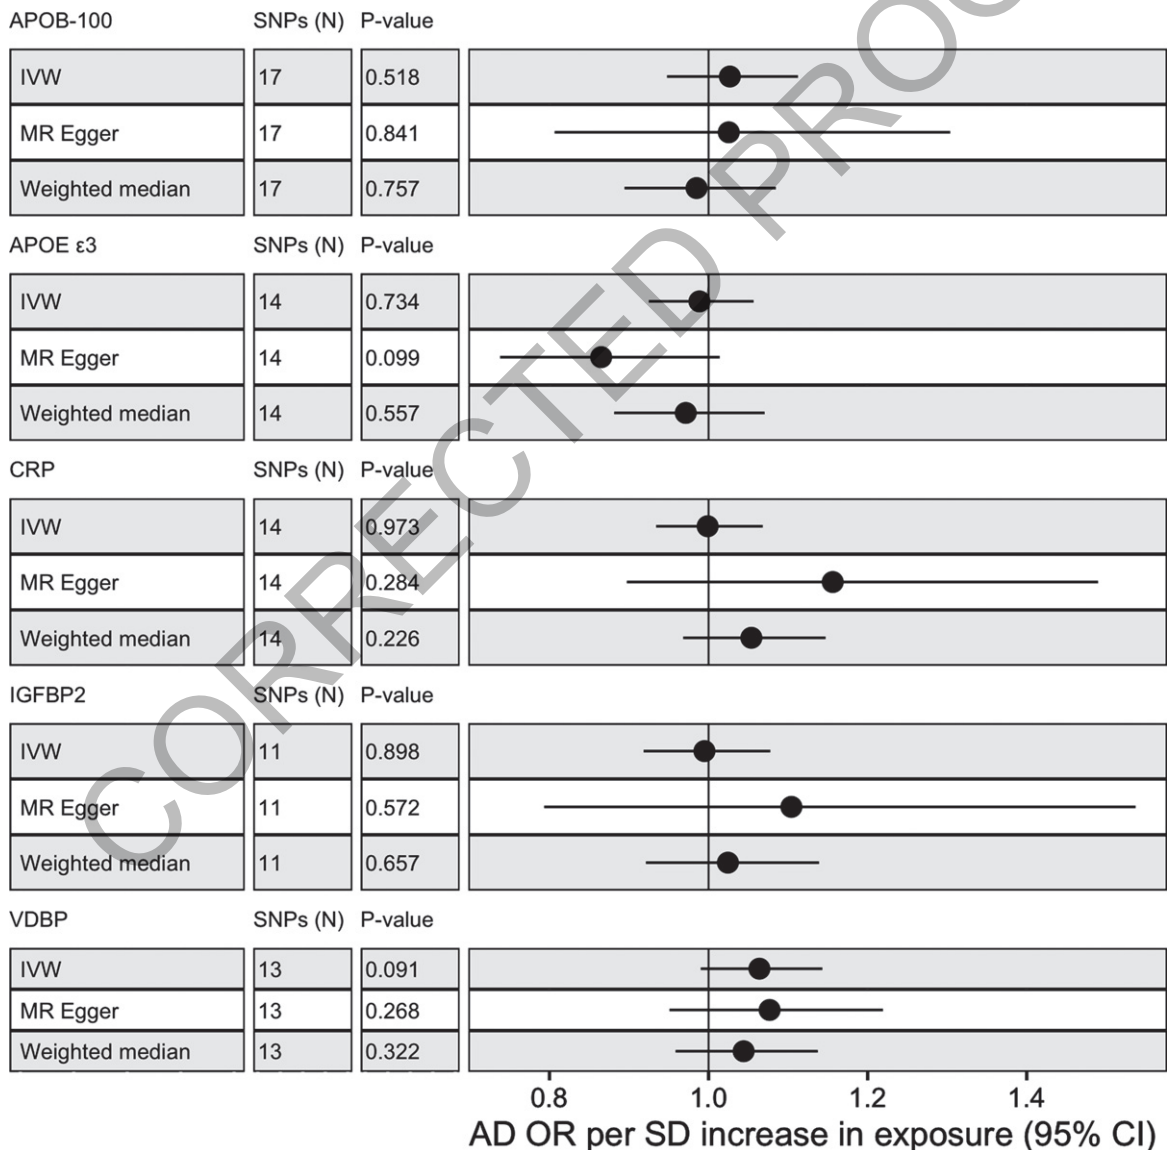 APOB-100 SNPs (N) P-value
IVW 17 0.518
MR Egger 17 0.841
Weighted median 17 0.757
APOE ε3 SNPs (N) P-value
IVW 14 0.734
MR Egger 14 0.099
Weighted median 14 0.557
CRP SNPs (N) P-value
IVW 14 0.973
MR Egger 14 0.284
Weighted median 14 0.226
IGFBP2 SNPs (N) P-value
IVW 11 0.898
MR Egger 11 0.572
Weighted median 11 0.657
VDBP SNPs (N) P-value
IVW 13 0.091
MR Egger 13 0.268
Weighted median 13 0.322
0.8 1.0 1.2 1.4
AD OR per SD increase in exposure (95% CI)
CORRECTED PROO